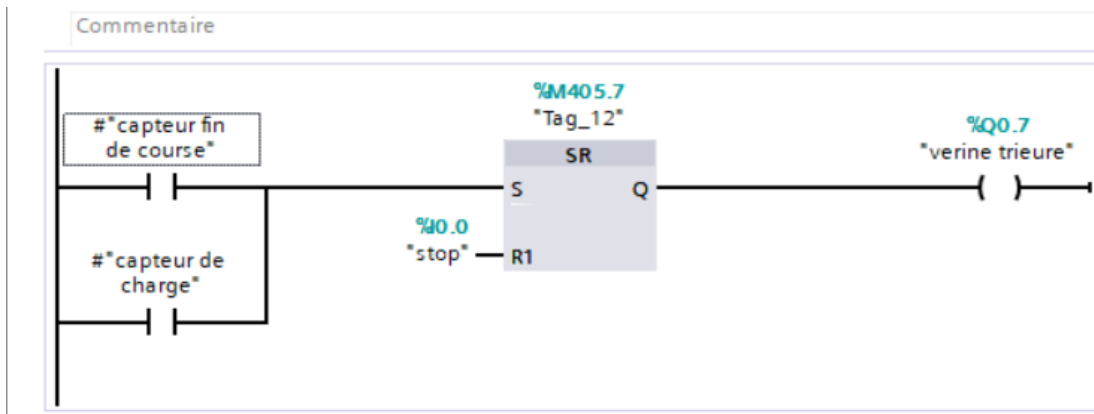 Commentaire
%M405.7
"Tag_12"
#"capteur fin
de course"
%Q0.7
"verine trieure"
SR
S
Q
%I0.0
"stop"
R1
#"capteur de
charge"